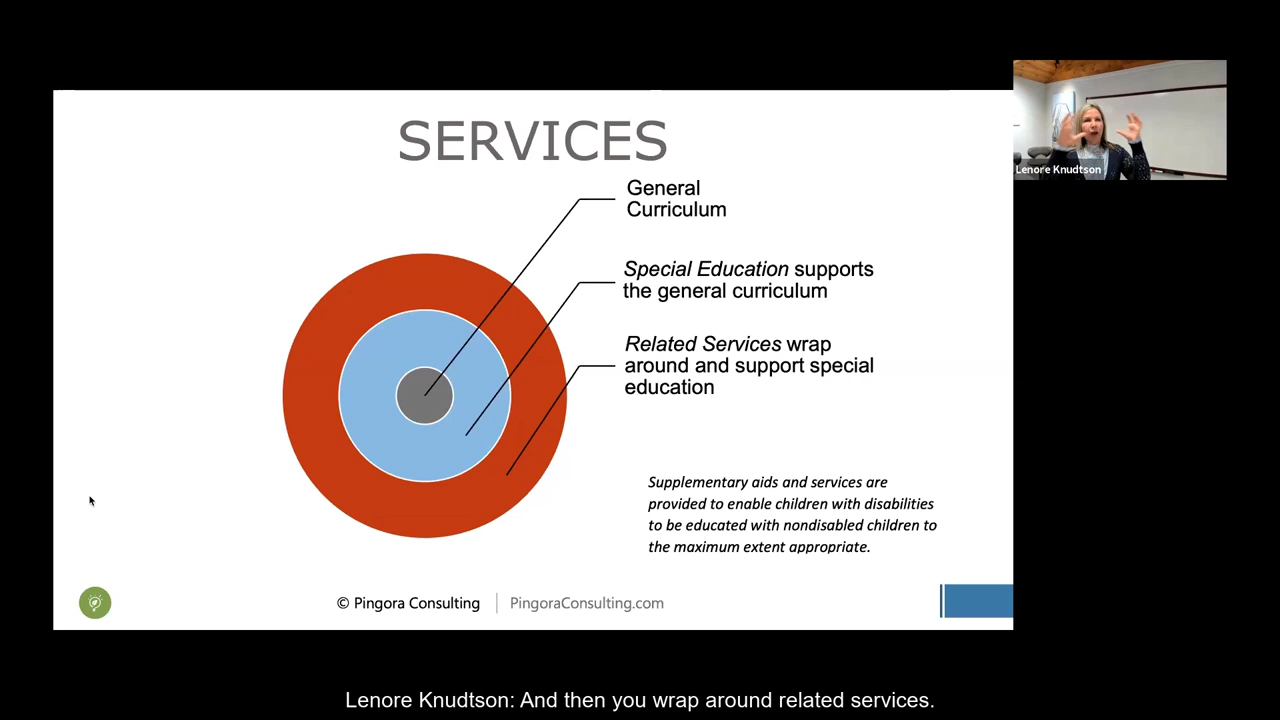 SERVICES
General
Curriculum
Special Education supports
the general curriculum
Related Services wrap
around and support special
education
Supplementary aids and services are
provided to enable children with disabilities
to be educated with nondisabled children to
the maximum extent appropriate.
© Pingora Consulting
PingoraConsulting.com
Lenore Knudtson
Lenore Knudtson: And then you wrap around related services.